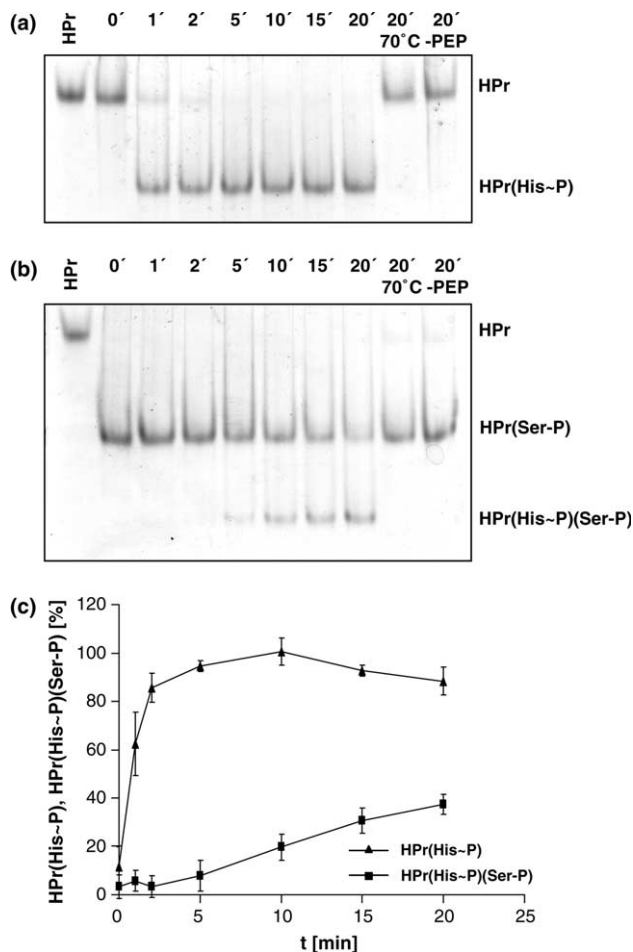 (a)
HPr 0´ 1´ 2´ 5´ 10´ 15´ 20´ 20´ 20´
70˚C -PEP
HPr
HPr(His~P)
(b)
HPr 0´ 1´ 2´ 5´ 10´ 15´ 20´ 20´ 20´
70˚C -PEP
HPr
HPr(Ser-P)
HPr(His~P)(Ser-P)
(c)
HPr(His~P), HPr(His~P)(Ser-P) [%]
120
100
80
60
40
20
0
HPr(His~P)
HPr(His~P)(Ser-P)
0 5 10 15 20 25
t [min]